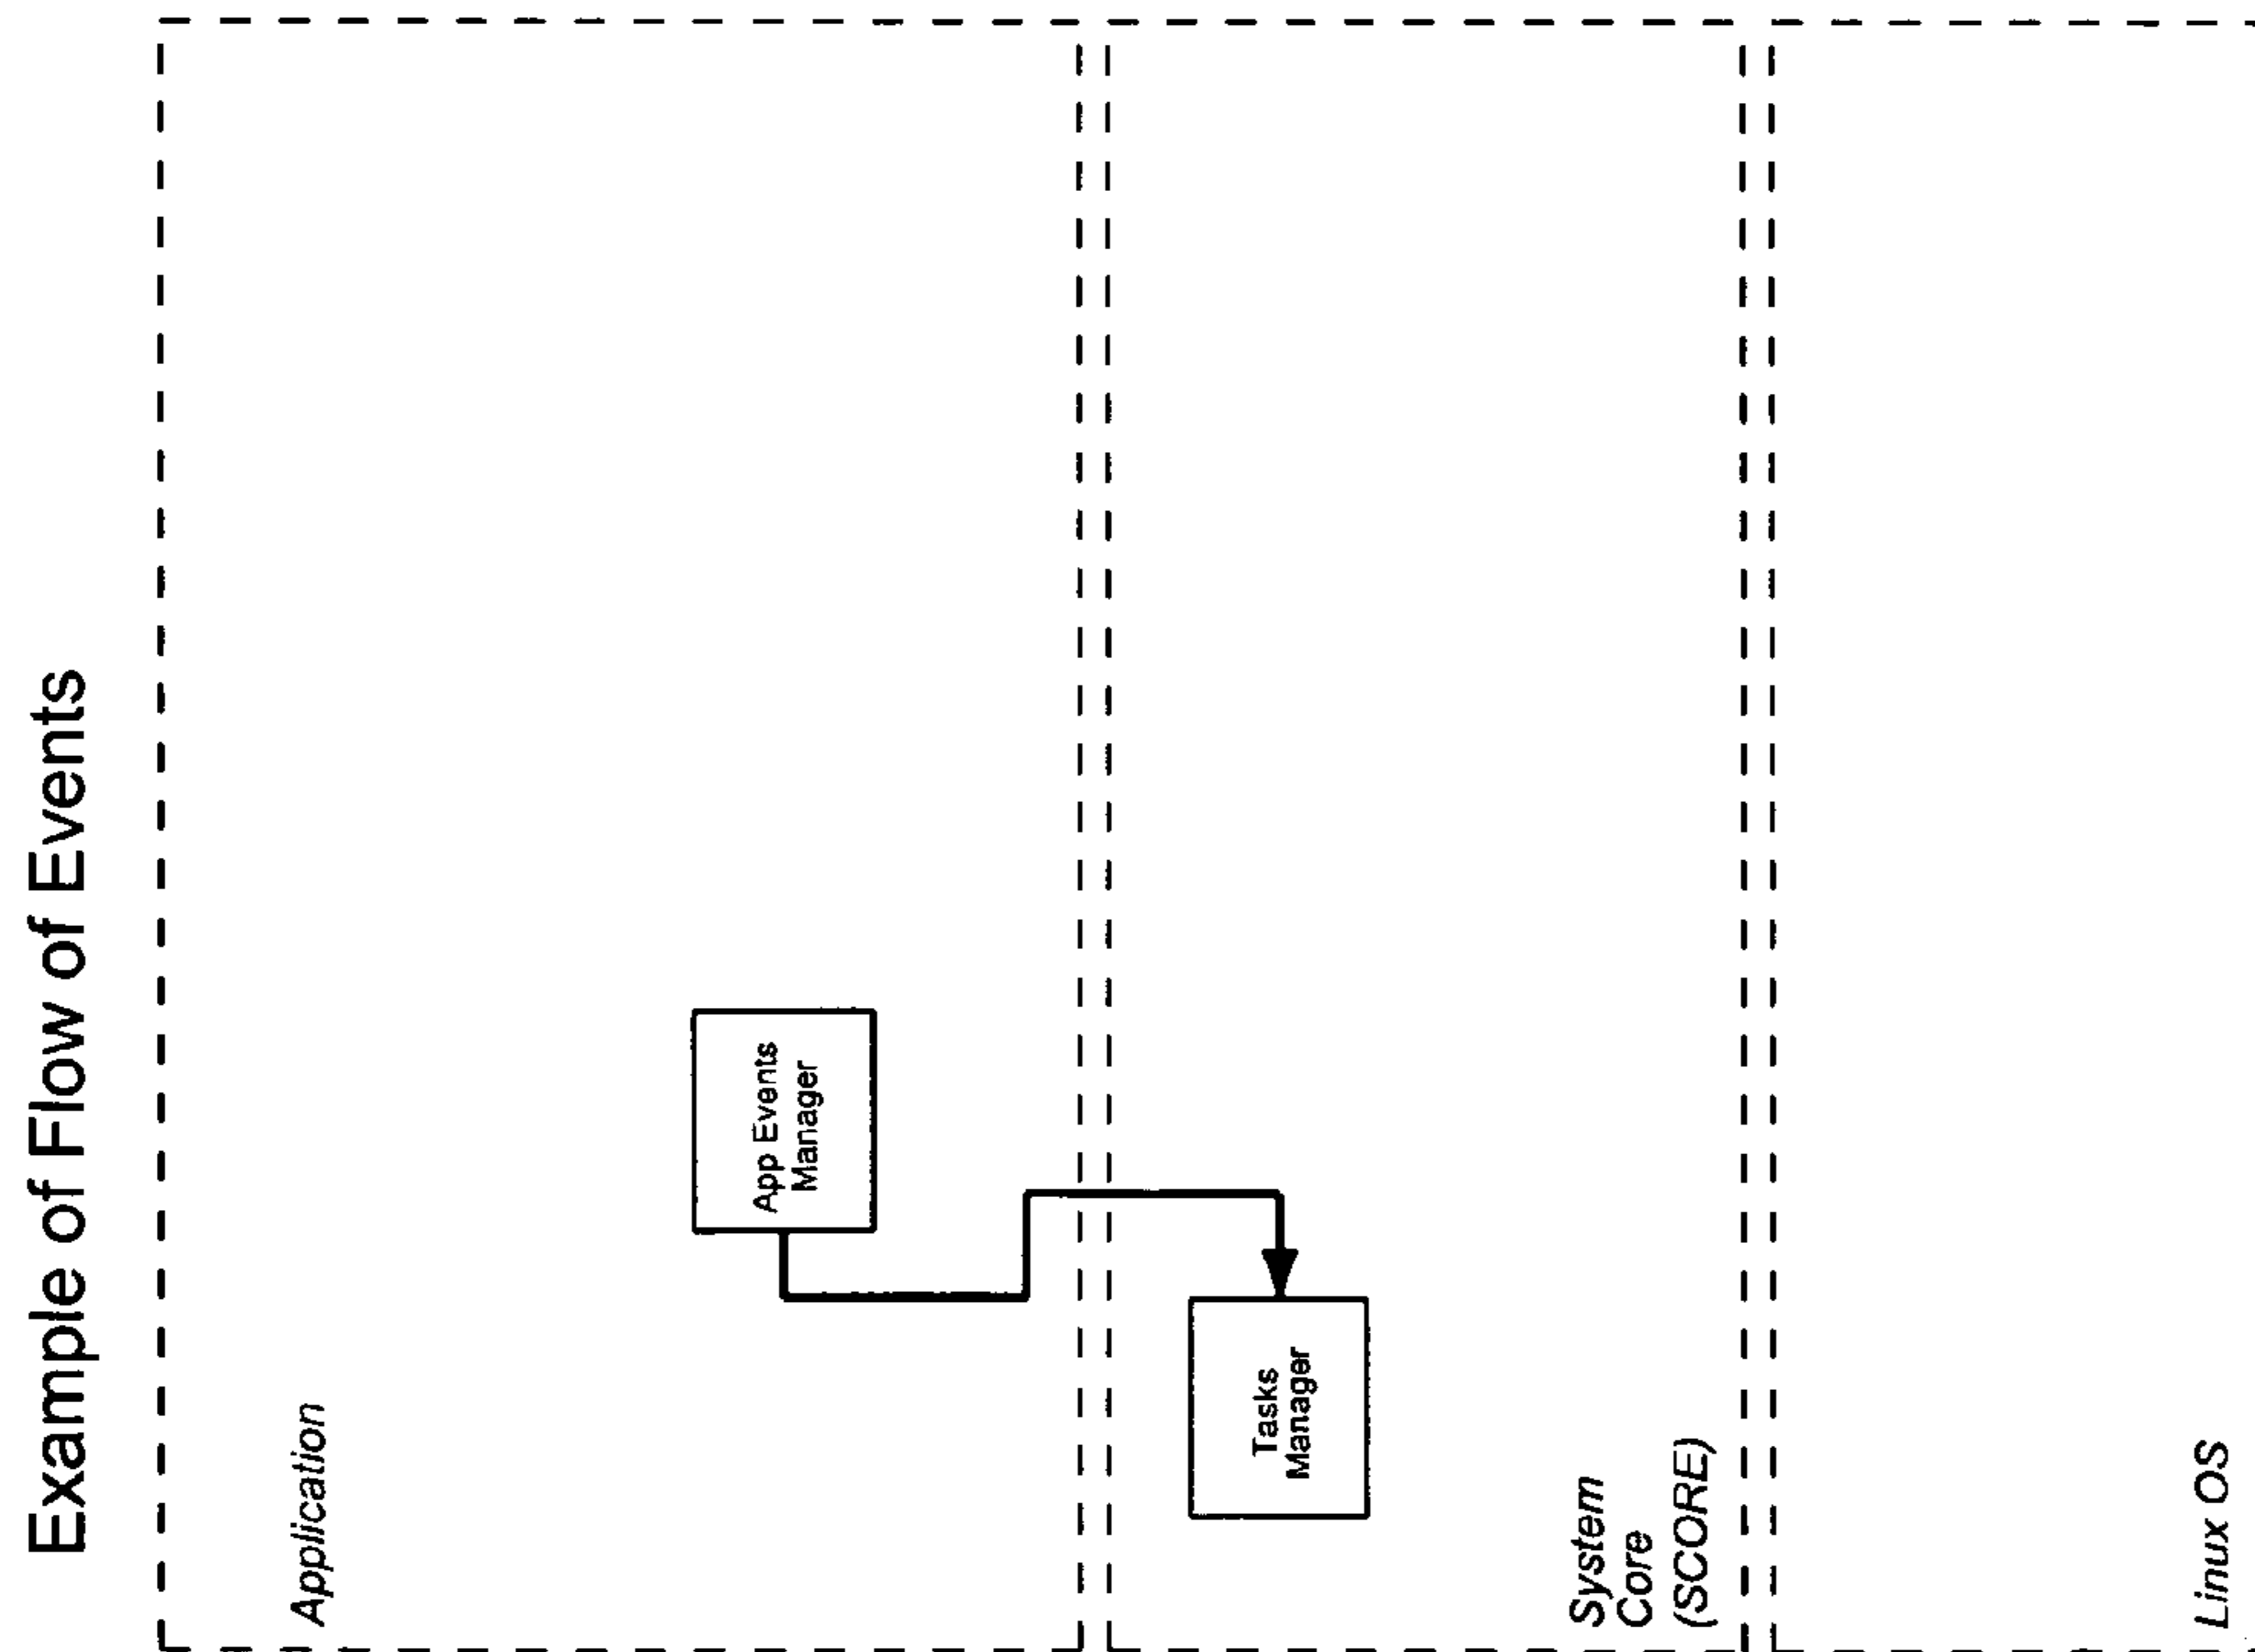 Example of Flow of Events
Application
App Events
Manager
Tasks
Manager
System
Core
(SCORE)
Linux OS